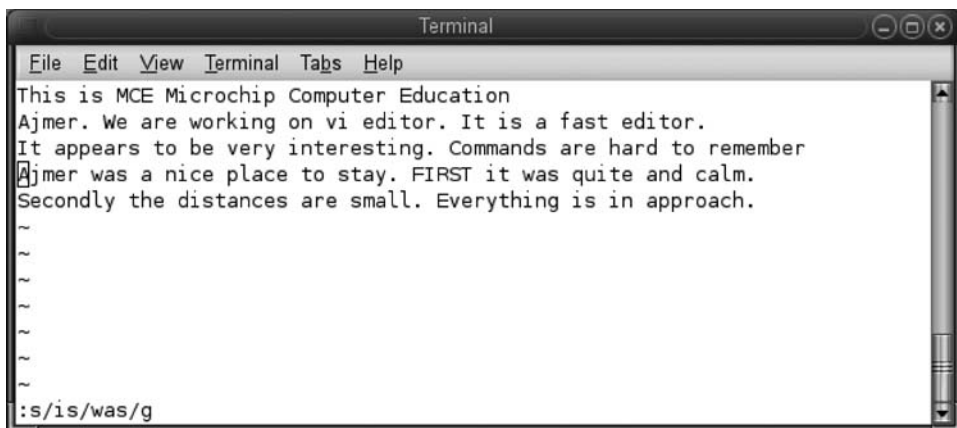 Terminal
File Edit View Terminal Tabs Help
This is MCE Microchip Computer Education
Ajmer. We are working on vi editor. It is a fast editor.
It appears to be very interesting. Commands are hard to remember
Ajmer was a nice place to stay. FIRST it was quite and calm.
Secondly the distances are small. Everything is in approach.
~
~
~
~
~
~
~
:s/is/was/g